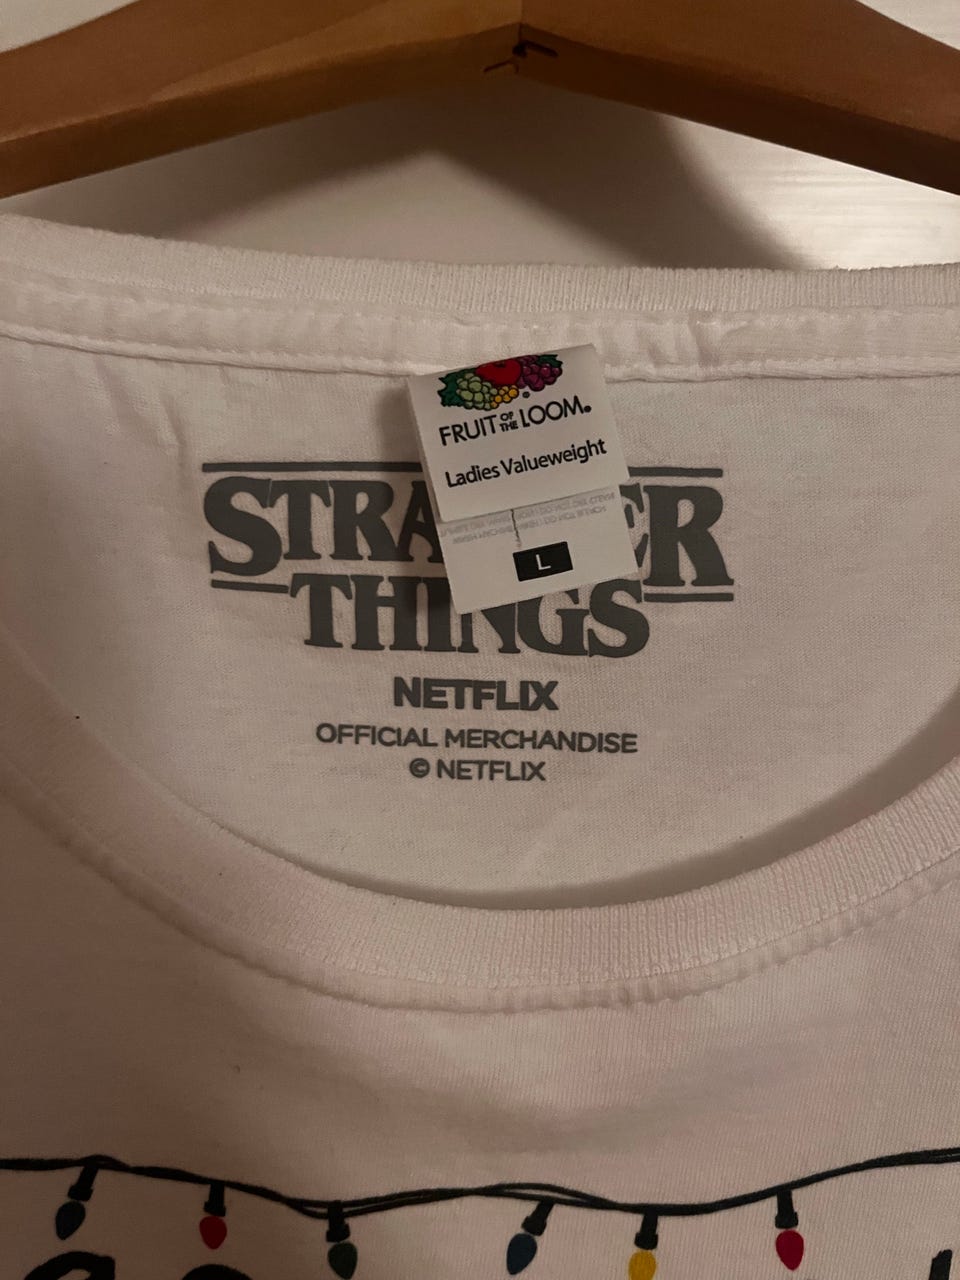 FRUIT OF THE LOOM®
Ladies Valueweight
L
STRA ER
THINGS
NETFLIX
OFFICIAL MERCHANDISE
© NETFLIX